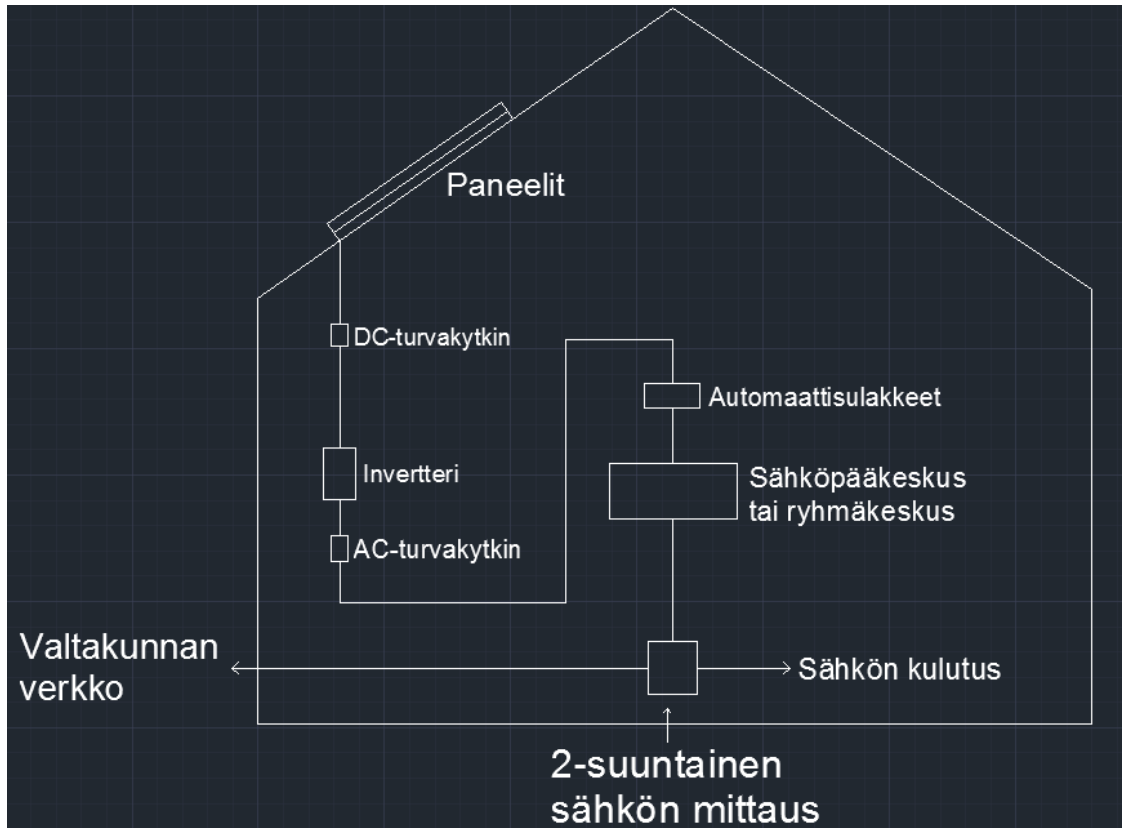 Paneelit
DC-turvakytkin
Automaattisulakkeet
Invertteri
Sähköpääkeskus
tai ryhmäkeskus
AC-turvakytkin
Valtakunnan
verkko
Sähkön kulutus
2-suuntainen
sähkön mittaus